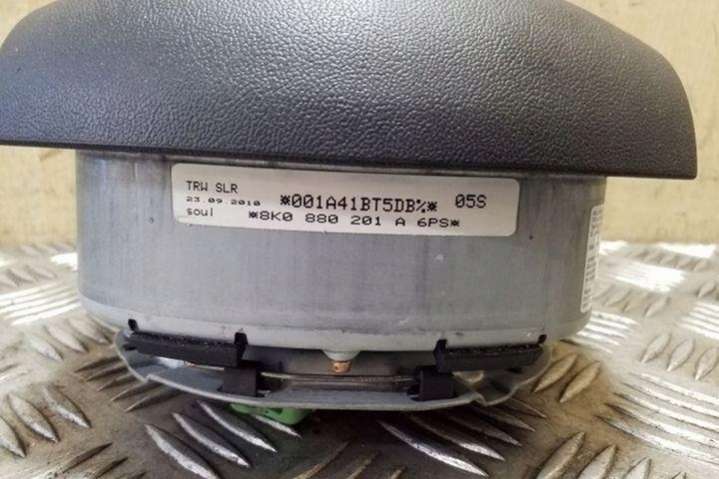 TRW SLR
23.09.2010 *001A41BT5DB%* 05S
soul *8K0 880 201 A 6PS*